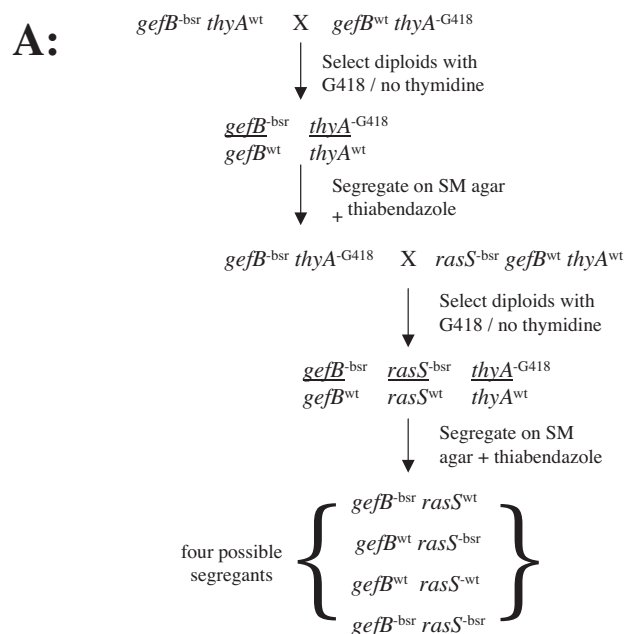 A:
gefB-bsr thyAwt X gefBwt thyA-G418
Select diploids with
G418 / no thymidine
gefB-bsr thyA-G418
gefBwt thyAwt
Segregate on SM agar
+ thiabendazole
gefB-bsr thyA-G418 X rasS-bsr gefBwt thyAwt
Select diploids with
G418 / no thymidine
gefB-bsr rasS-bsr thyA-G418
gefBwt rasSwt thyAwt
Segregate on SM
agar + thiabendazole
four possible
segregants
gefB-bsr rasSwt
gefBwt rasS-bsr
gefBwt rasS-wt
gefB-bsr rasS-bsr